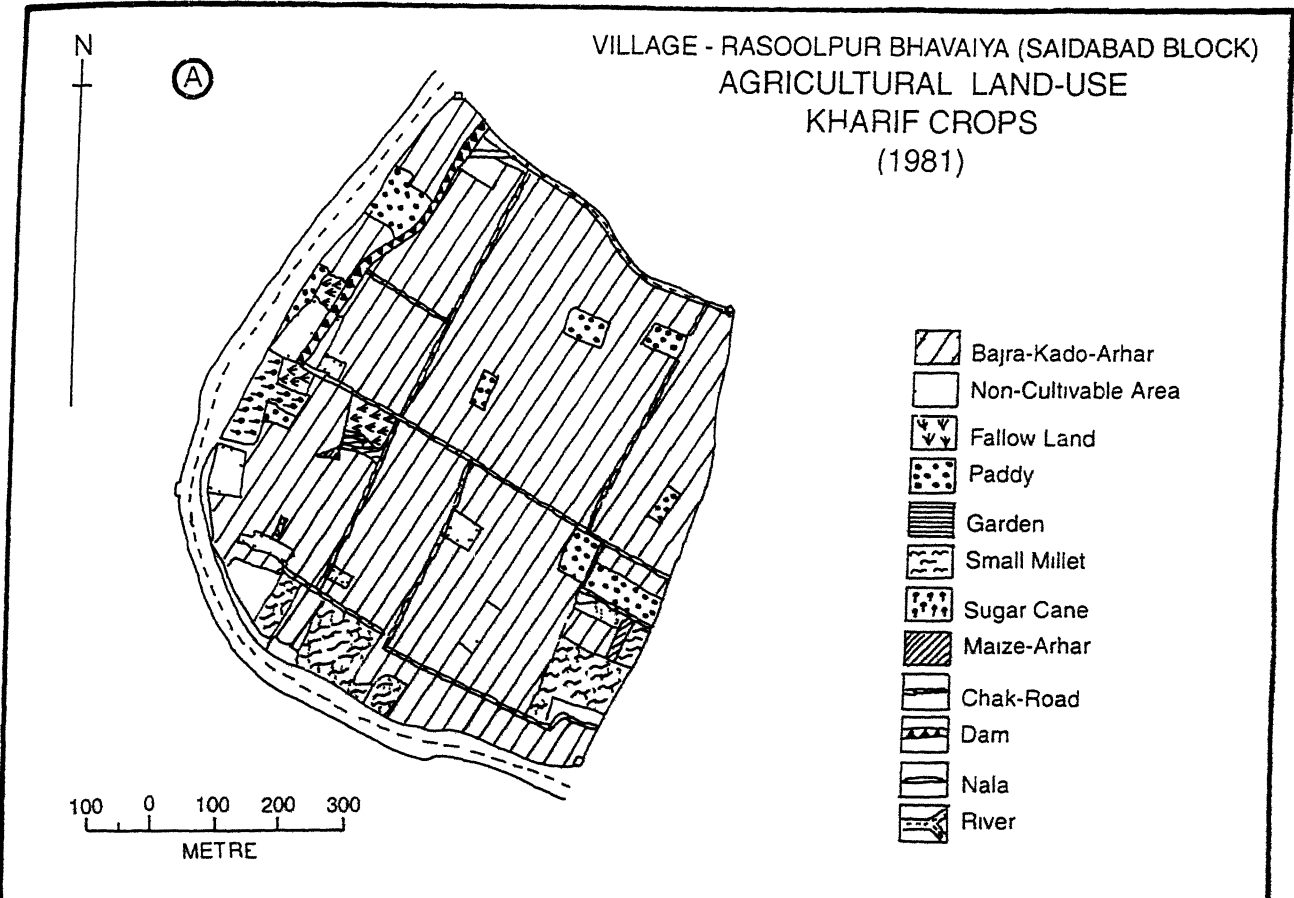 N
A
VILLAGE - RASOOLPUR BHAVAIYA (SAIDABAD BLOCK)
AGRICULTURAL LAND-USE
KHARIF CROPS
(1981)
Bajra-Kado-Arhar
Non-Cultivable Area
Fallow Land
Paddy
Garden
Small Millet
Sugar Cane
Maize-Arhar
Chak-Road
Dam
Nala
River
100 0 100 200 300
METRE